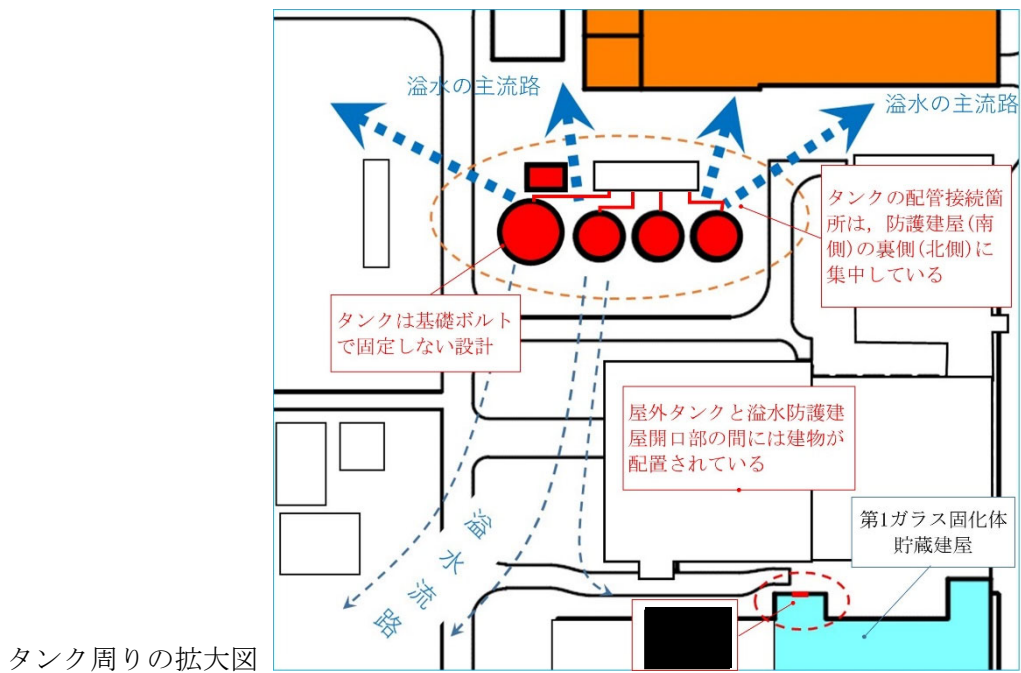 溢水の主流路
溢水の主流路
タンクの配管接続箇
所は，防護建屋(南
側)の裏側(北側)に
集中している
タンクは基礎ボルト
で固定しない設計
屋外タンクと溢水防護建
屋開口部の間には建物が
配置されている
第1ガラス固化体
貯蔵建屋
溢水流路
タンク周りの拡大図